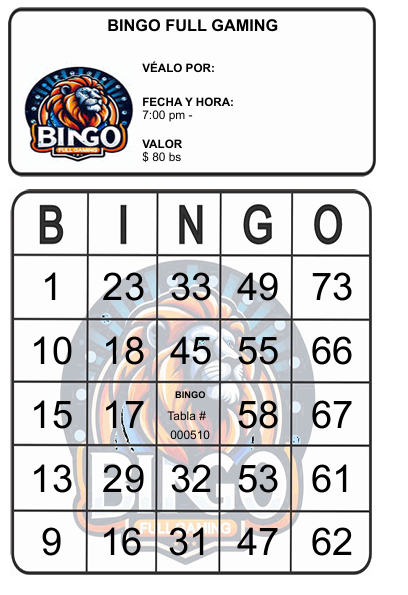 BINGO FULL GAMING
VÉALO POR:
FECHA Y HORA:
7:00 pm -
VALOR
$ 80 bs
BINGO
FULL GAMING
B I N G O
1 23 33 49 73
10 18 45 55 66
BINGO
15 17 Tabla # 58 67
000510
13 29 32 53 61
BINGO
FULL GAMING
9 16 31 47 62